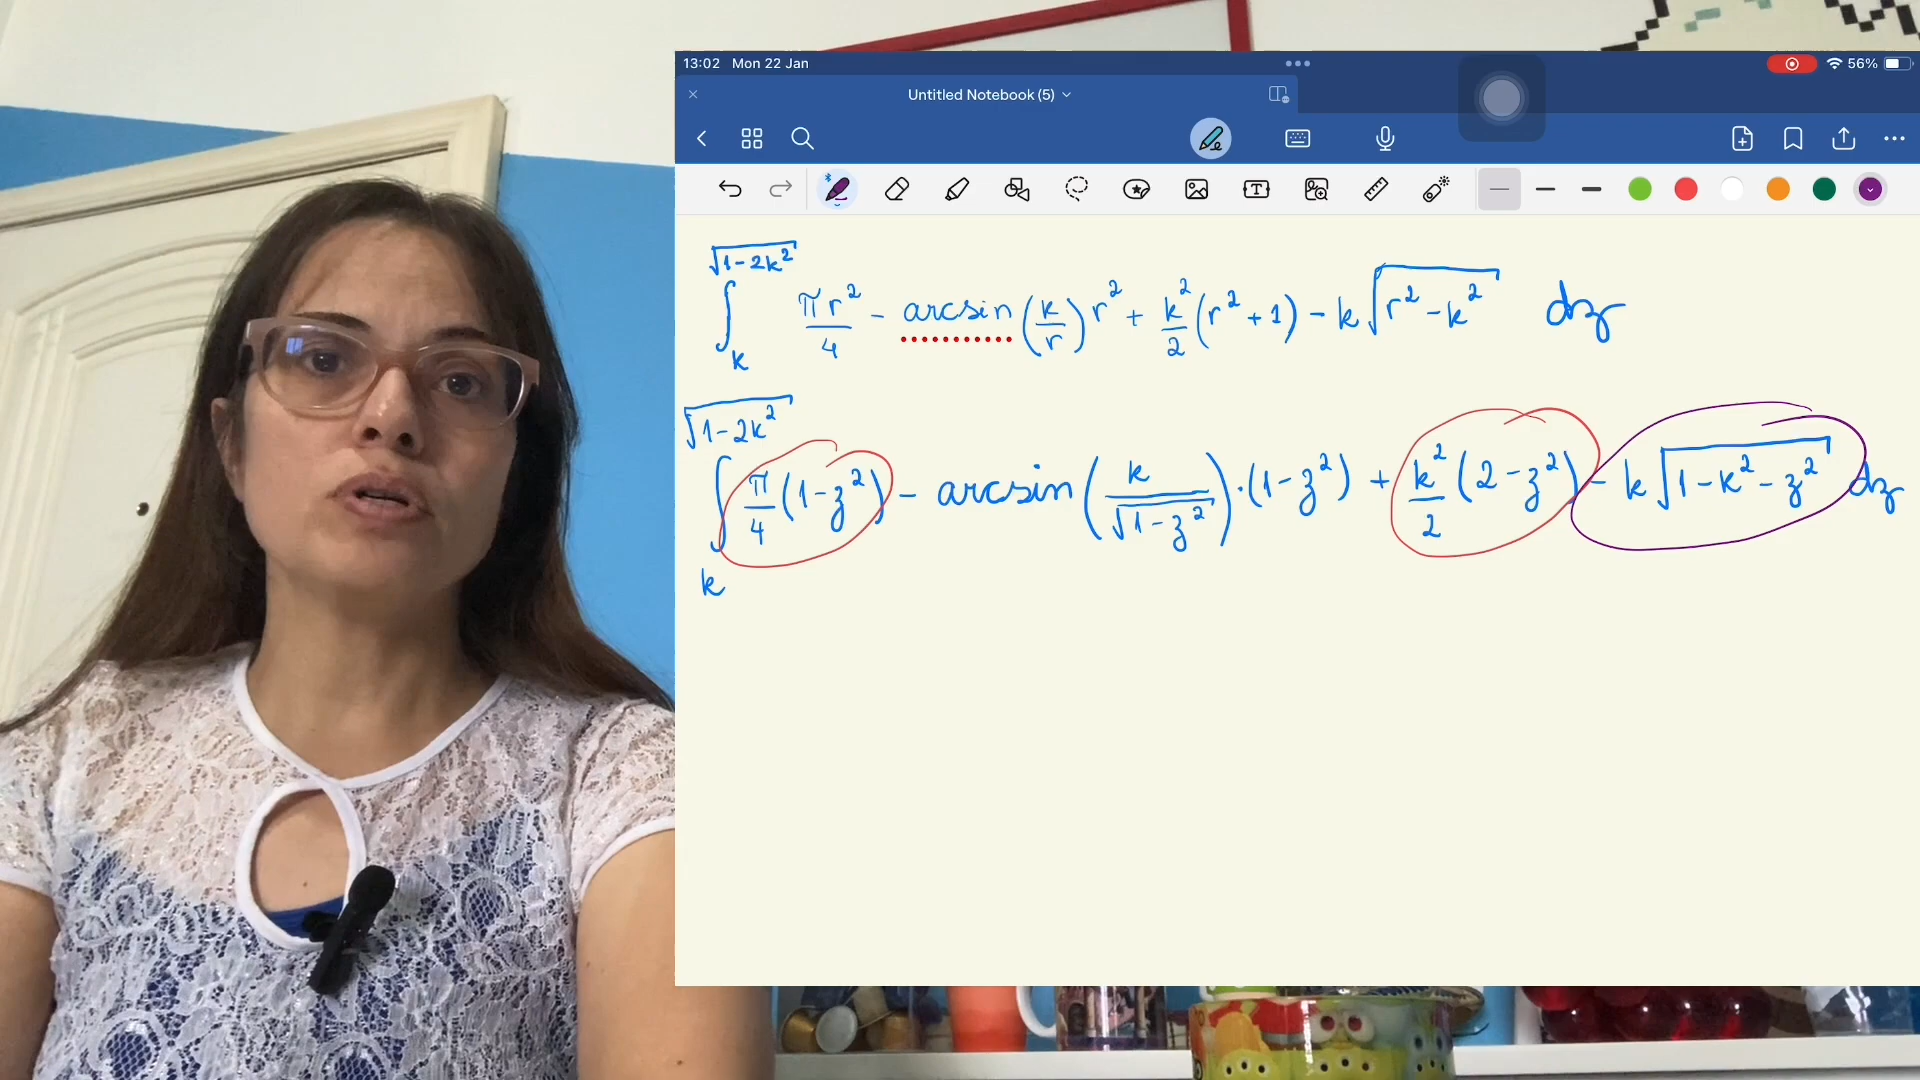 13:02 Mon 22 Jan 56%
Untitled Notebook (5)
√(1-2k²)
∫ πr²/4 - arcsin(k/r)r² + k²/2(r²+1) - k√(r²-k²) dz
k
√(1-2k²)
∫ π/4(1-z²) - arcsin(k/√(1-z²))·(1-z²) + k²/2(2-z²) - k√(1-k²-z²) dz
k